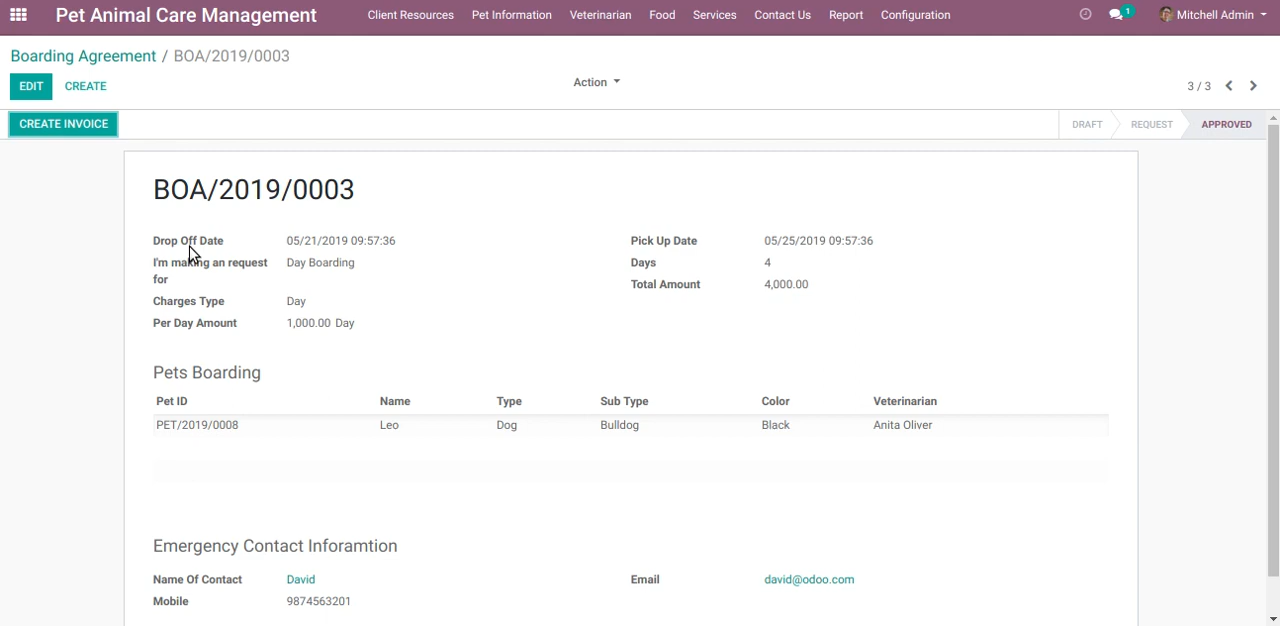 Pet Animal Care Management Client Resources Pet Information Veterinarian Food Services Contact Us Report Configuration 1 Mitchell Admin
Boarding Agreement / BOA/2019/0003
EDIT CREATE Action 3 / 3
CREATE INVOICE DRAFT REQUEST APPROVED
BOA/2019/0003
Drop Off Date 05/21/2019 09:57:36 Pick Up Date 05/25/2019 09:57:36
I'm making an request for Day Boarding Days 4
Total Amount 4,000.00
Charges Type Day
Per Day Amount 1,000.00 Day
Pets Boarding
Pet ID Name Type Sub Type Color Veterinarian
PET/2019/0008 Leo Dog Bulldog Black Anita Oliver
Emergency Contact Inforamtion
Name Of Contact David Email david@odoo.com
Mobile 9874563201